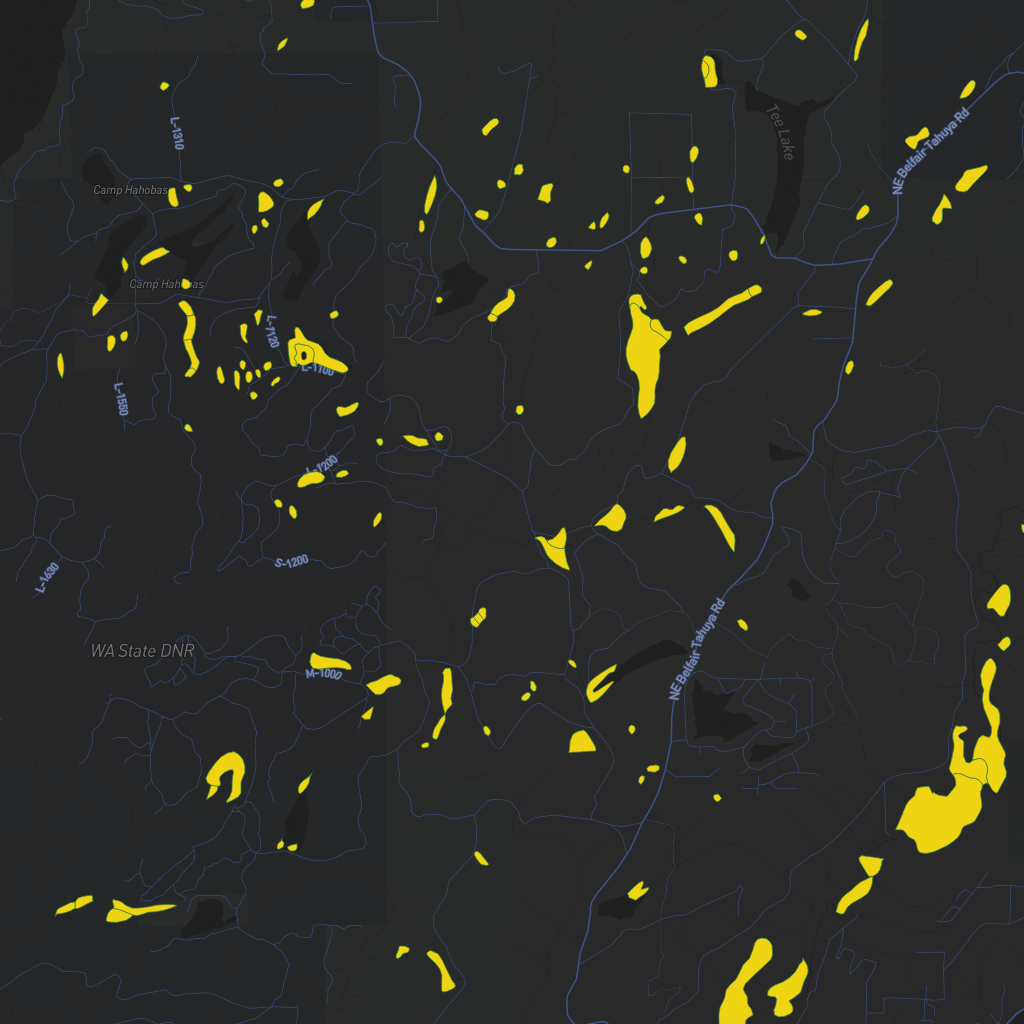 Tee Lake
NE Belfair Tahuya Rd
L-1310
Camp Hahobas
Camp Hahobas
L-1120
L-1100
L-1550
L-1200
S-1200
L-1630
NE Belfair Tahuya Rd
WA State DNR
M-1000